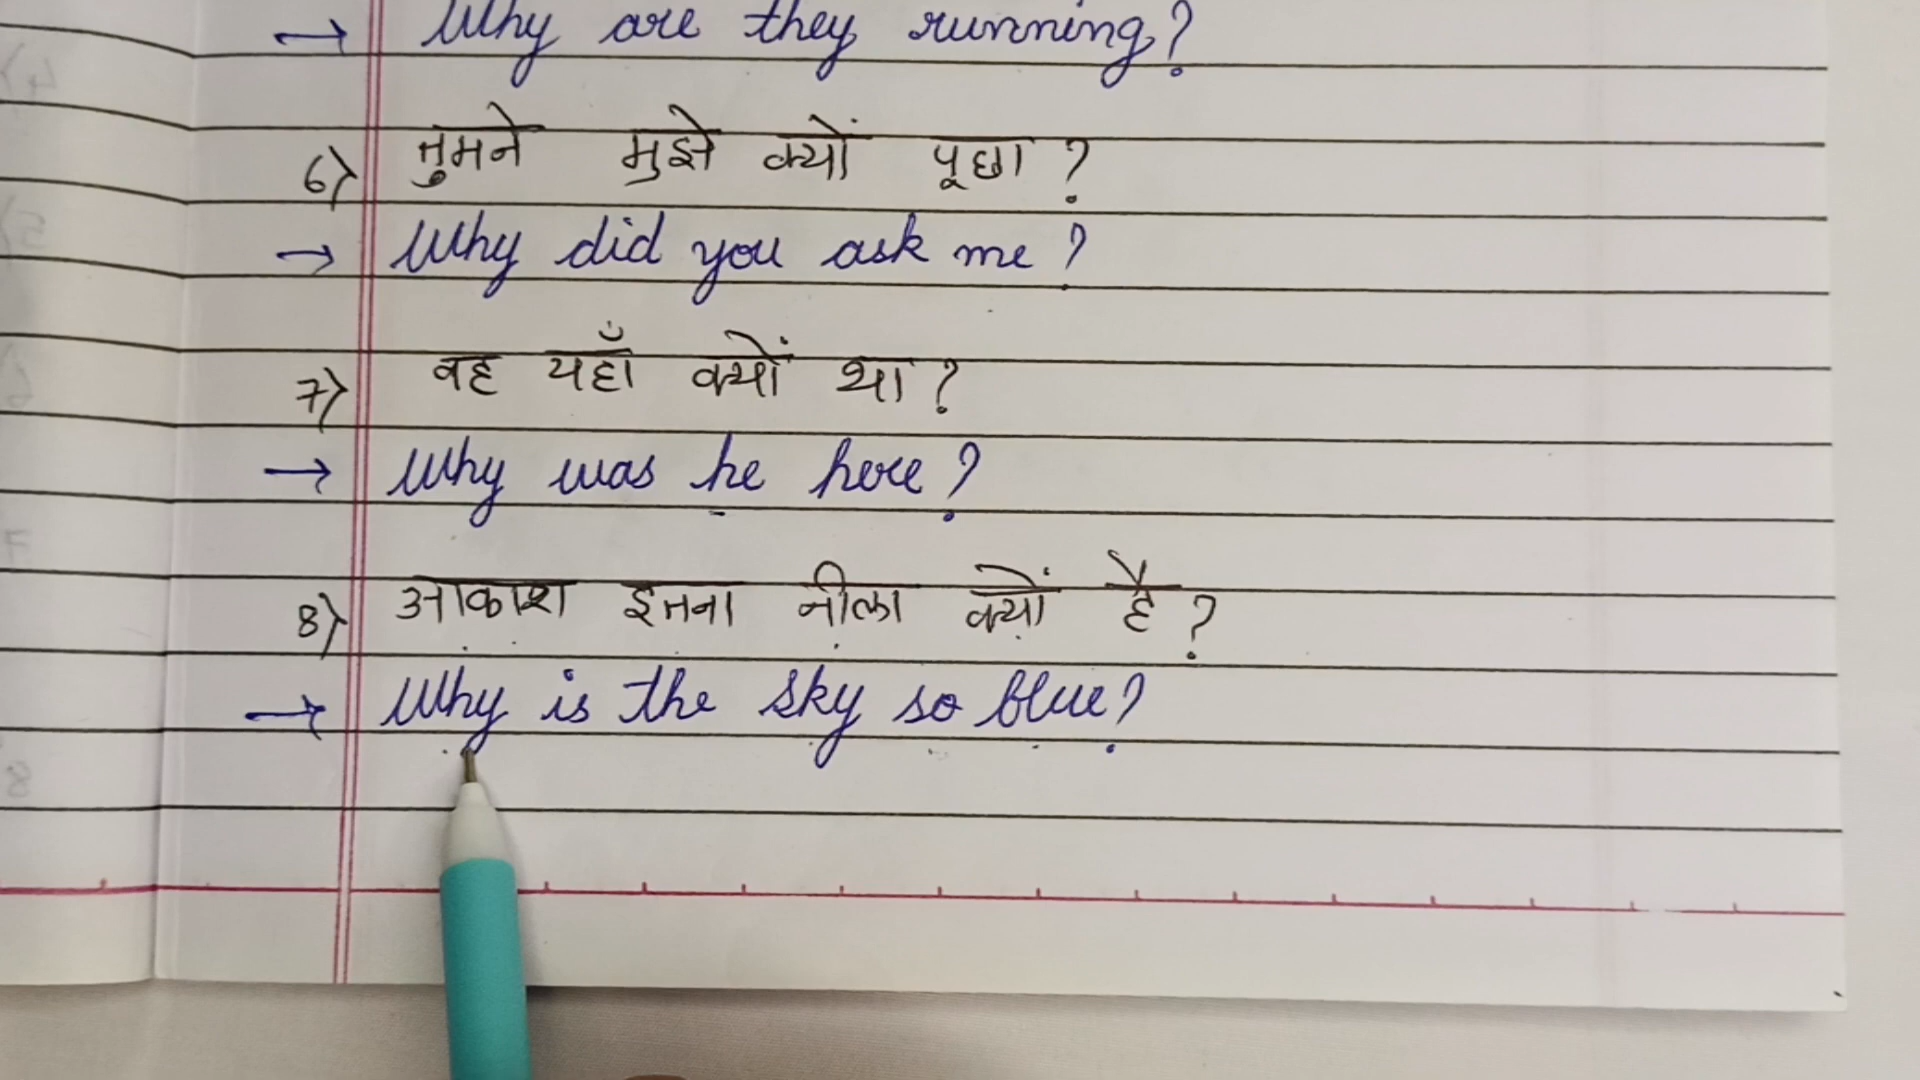 → Why are they running?
6) तुमने मुझे क्यों पूछा ?
→ Why did you ask me ?
7) वह यहाँ क्यों था ?
→ Why was he here ?
8) आकाश इतना नीला क्यों है ?
→ Why is the sky so blue?